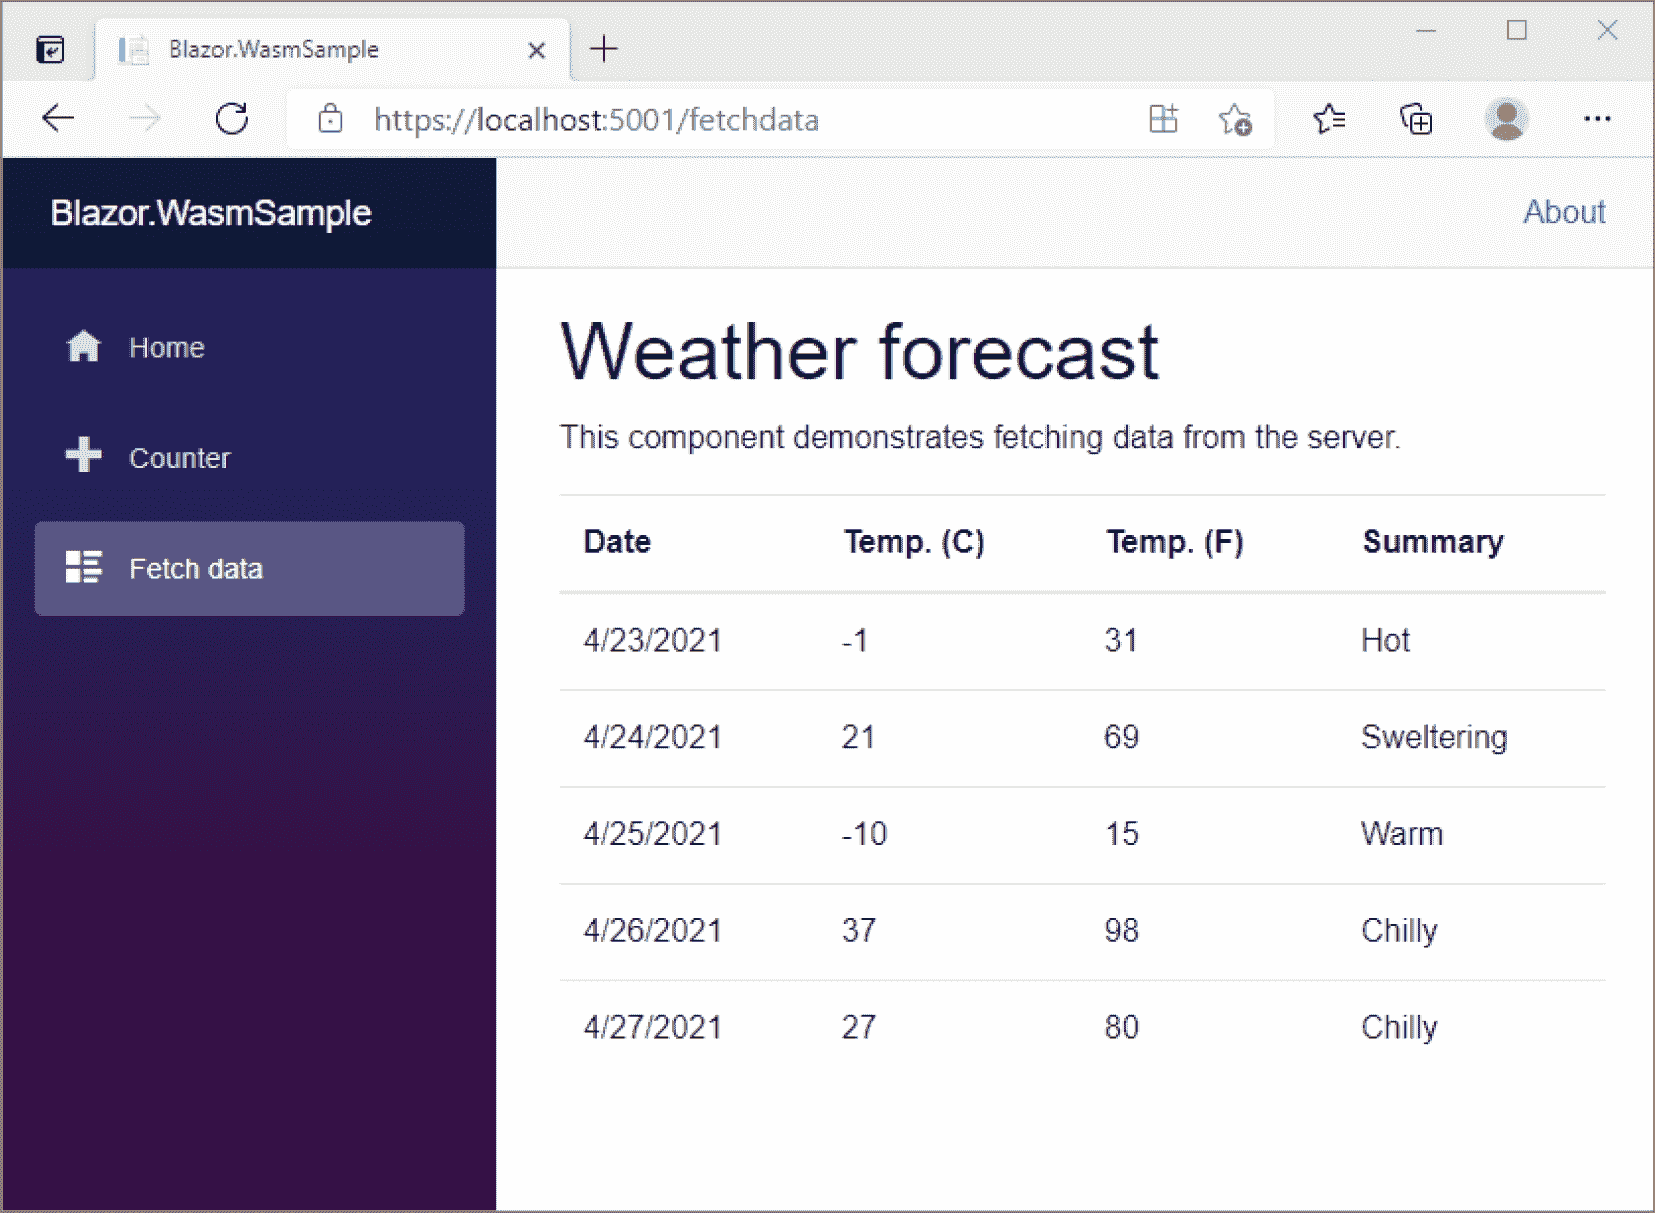 Blazor.WasmSample
https://localhost:5001/fetchdata
Blazor.WasmSample
About
Home
Counter
Fetch data
Weather forecast
This component demonstrates fetching data from the server.
Date Temp. (C) Temp. (F) Summary
4/23/2021 -1 31 Hot
4/24/2021 21 69 Sweltering
4/25/2021 -10 15 Warm
4/26/2021 37 98 Chilly
4/27/2021 27 80 Chilly